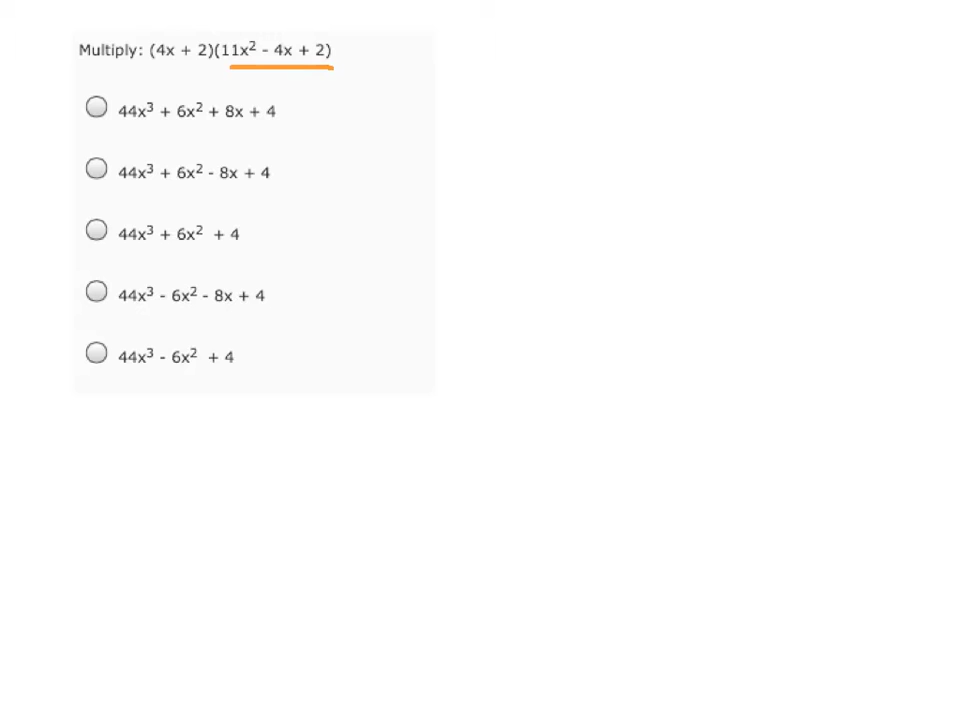 Multiply: (4x + 2)(11x² - 4x + 2)
44x³ + 6x² + 8x + 4
44x³ + 6x² - 8x + 4
44x³ + 6x² + 4
44x³ - 6x² - 8x + 4
44x³ - 6x² + 4